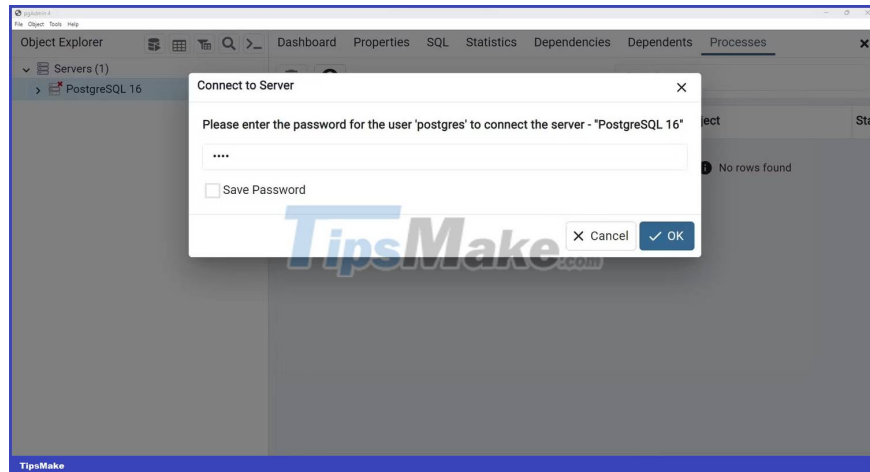 pgAdmin 4
File Object Tools Help
Object Explorer
Dashboard Properties SQL Statistics Dependencies Dependents Processes
Servers (1)
PostgreSQL 16
Connect to Server
Please enter the password for the user 'postgres' to connect the server - "PostgreSQL 16"
ject Sta
••••
No rows found
Save Password
Cancel OK
TipsMake.com
TipsMake